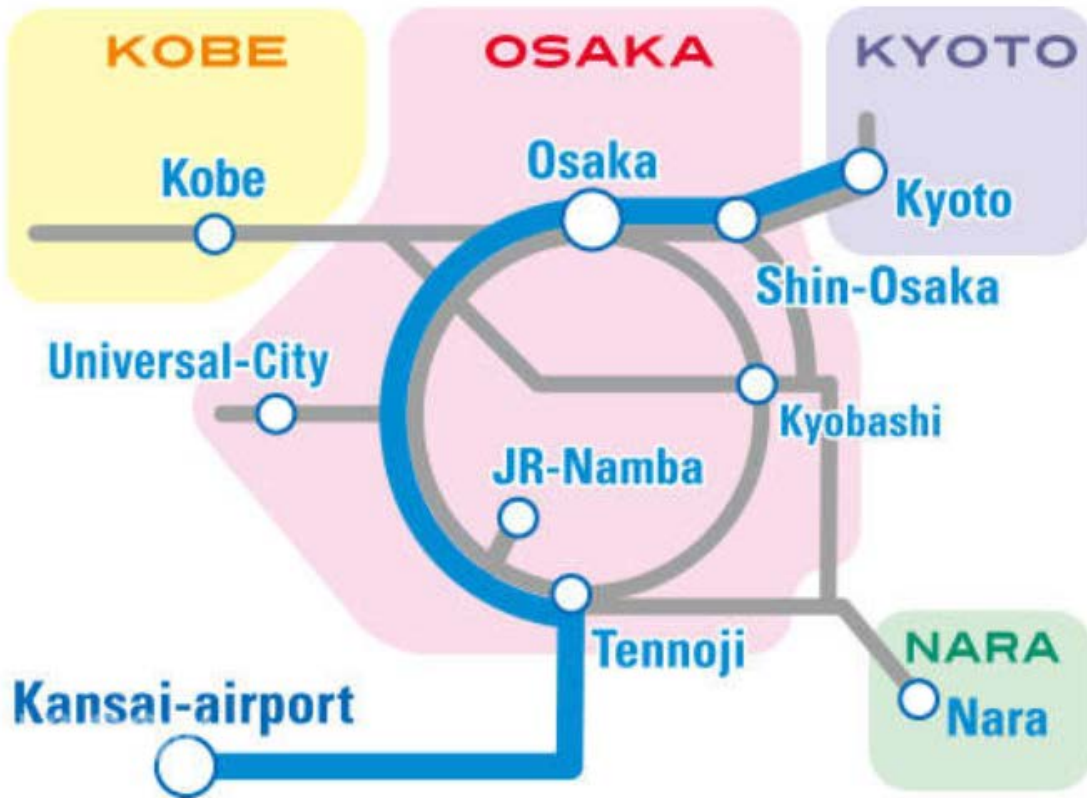 KOBE
OSAKA
KYOTO
Osaka
Kobe
Kyoto
Shin-Osaka
Universal-City
Kyobashi
JR-Namba
Tennoji
NARA
Kansai-airport
Nara